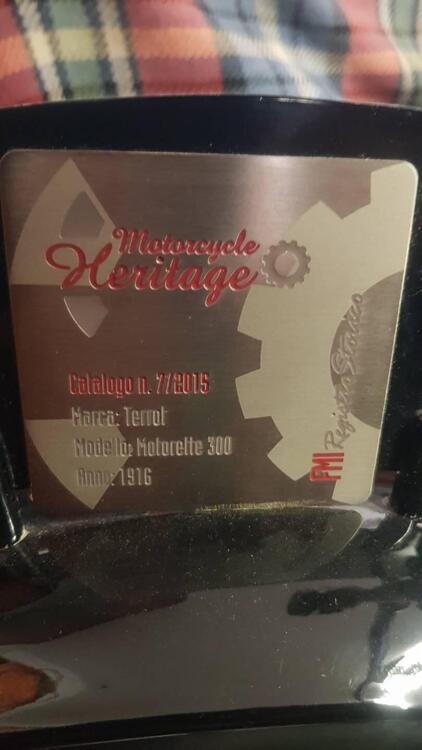 Motorcycle
Heritage
Catalogo n. 7/2015
Marca: Terrot
Modello: Motorette 300
Anno: 1916
FMI Registro Storico